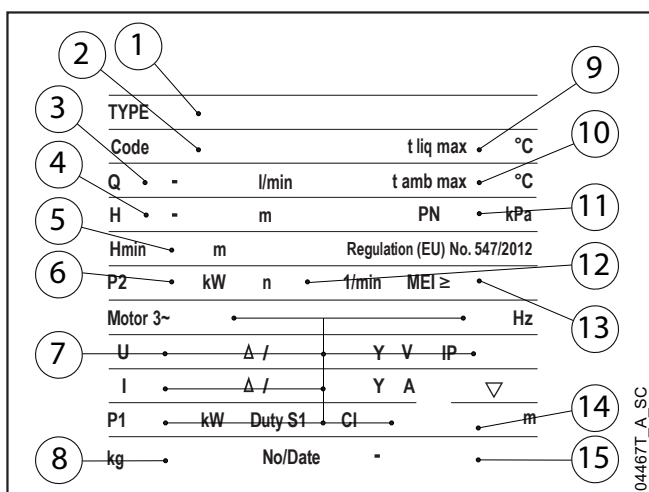 1
2
3
4
5
6
7
8
9
10
11
12
13
14
15
TYPE
Code t liq max °C
Q - l/min t amb max °C
H - m PN kPa
Hmin m Regulation (EU) No. 547/2012
P2 kW n 1/min MEI ≥
Motor 3~ Hz
U Δ / Y V IP
I Δ / Y A
P1 kW Duty S1 Cl m
kg No/Date -
04467T_A_SC